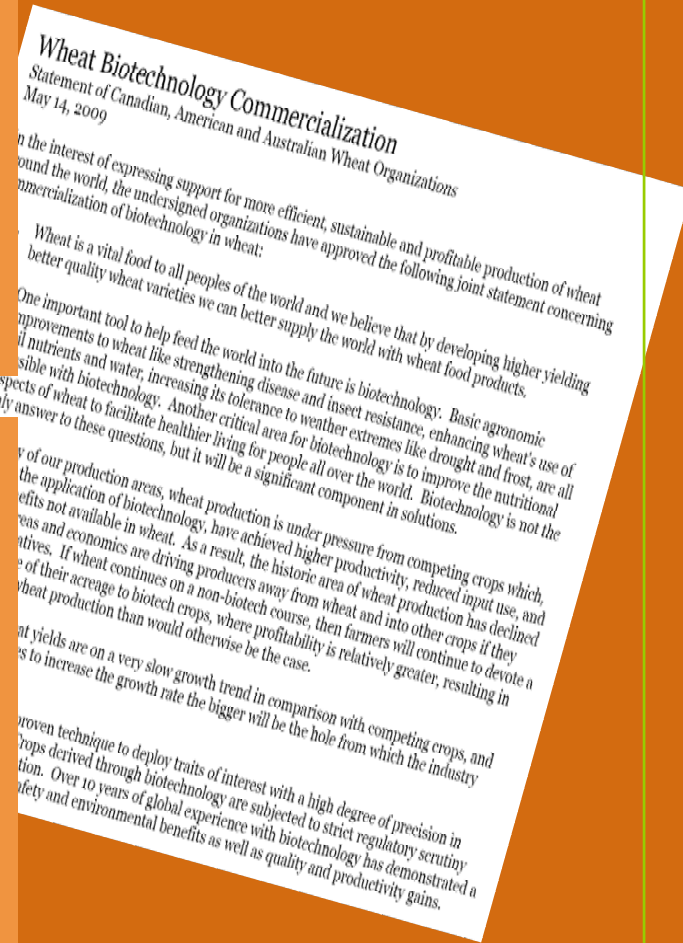 Wheat Biotechnology Commercialization
Statement of Canadian, American and Australian Wheat Organizations
May 14, 2009
n the interest of expressing support for more efficient, sustainable and profitable production of wheat
ound the world, the undersigned organizations have approved the following joint statement concerning
mmercialization of biotechnology in wheat:
Wheat is a vital food to all peoples of the world and we believe that by developing higher yielding
better quality wheat varieties we can better supply the world with wheat food products.
One important tool to help feed the world into the future is biotechnology. Basic agronomic
mprovements to wheat like strengthening disease and insect resistance, enhancing wheat's use of
il nutrients and water, increasing its tolerance to weather extremes like drought and frost, are all
ssible with biotechnology. Another critical area for biotechnology is to improve the nutritional
spects of wheat to facilitate healthier living for people all over the world. Biotechnology is not the
ly answer to these questions, but it will be a significant component in solutions.
y of our production areas, wheat production is under pressure from competing crops which,
the application of biotechnology, have achieved higher productivity, reduced input use, and
efits not available in wheat. As a result, the historic area of wheat production has declined
reas and economics are driving producers away from wheat and into other crops if they
atives. If wheat continues on a non-biotech course, then farmers will continue to devote a
e of their acreage to biotech crops, where profitability is relatively greater, resulting in
wheat production than would otherwise be the case.
at yields are on a very slow growth trend in comparison with competing crops, and
es to increase the growth rate the bigger will be the hole from which the industry
proven technique to deploy traits of interest with a high degree of precision in
Crops derived through biotechnology are subjected to strict regulatory scrutiny
tion. Over 10 years of global experience with biotechnology has demonstrated a
afety and environmental benefits as well as quality and productivity gains.